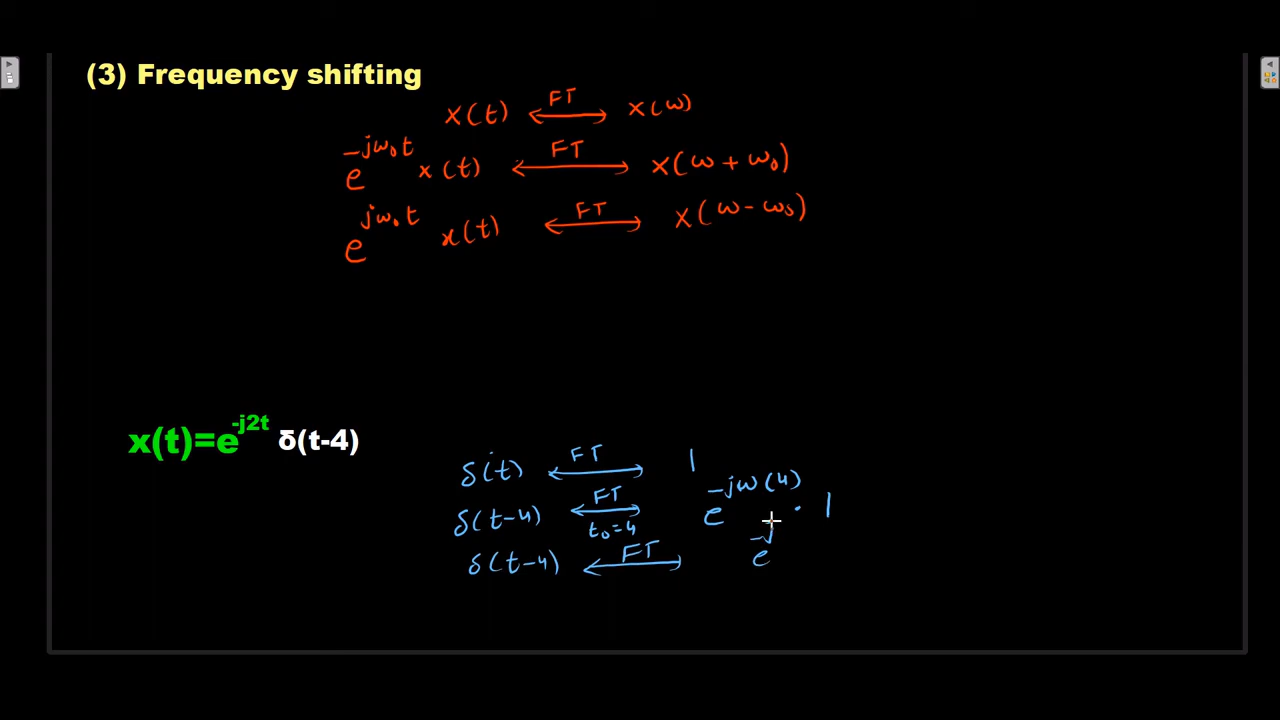 (3) Frequency shifting
x(t) FT x(ω)
e^-jω₀t x(t) FT x(ω + ω₀)
e^jω₀t x(t) FT x(ω - ω₀)
x(t)=e^-j2t δ(t-4)
δ(t) FT 1
δ(t-4) FT t₀=4 e^-jω(4) · 1
δ(t-4) FT e^-j